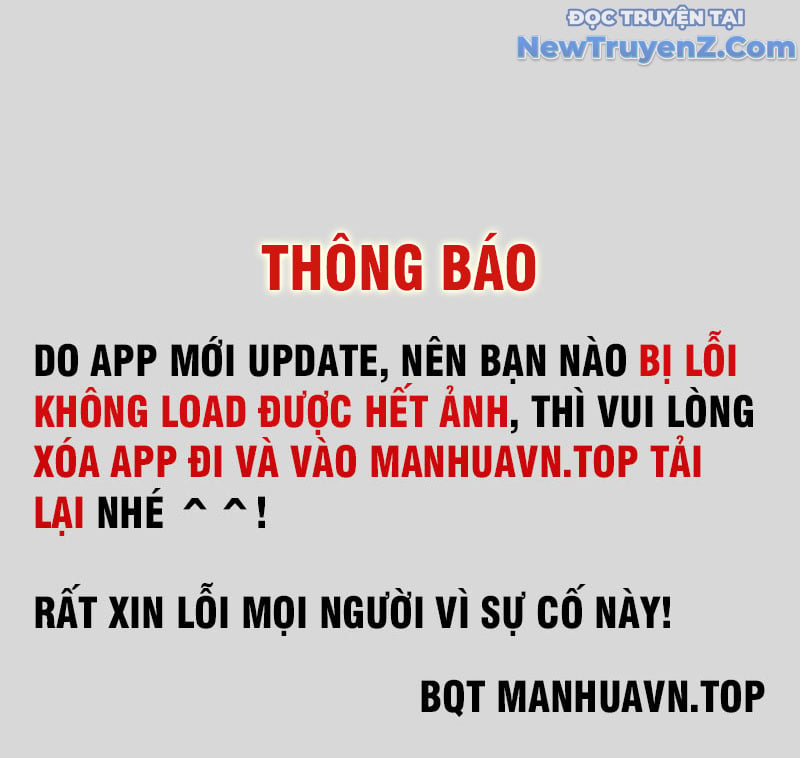 ĐỌC TRUYỆN TẠI
NewTruyenZ.Com
THÔNG BÁO
DO APP MỚI UPDATE, NÊN BẠN NÀO BỊ LỖI
KHÔNG LOAD ĐƯỢC HẾT ẢNH, THÌ VUI LÒNG
XÓA APP ĐI VÀ VÀO MANHUAVN.TOP TẢI
LẠI NHÉ ^ ^!
RẤT XIN LỖI MỌI NGƯỜI VÌ SỰ CỐ NÀY!
BQT MANHUAVN.TOP